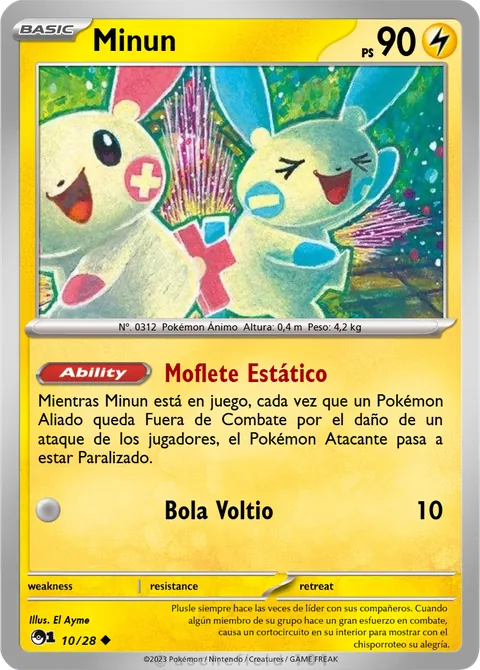 BASIC
Minun
PS 90
Nº. 0312 Pokémon Ánimo Altura: 0,4 m Peso: 4,2 kg
Ability Moflete Estático
Mientras Minun está en juego, cada vez que un Pokémon
Aliado queda Fuera de Combate por el daño de un
ataque de los jugadores, el Pokémon Atacante pasa a
estar Paralizado.
Bola Voltio 10
weakness resistance retreat
Illus. El Ayme
10/28
Plusle siempre hace las veces de líder con sus compañeros. Cuando
algún miembro de su grupo hace un gran esfuerzo en combate,
causa un cortocircuito en su interior para mostrar con el
chisporroteo su alegría.
©2023 Pokémon / Nintendo / Creatures / GAME FREAK